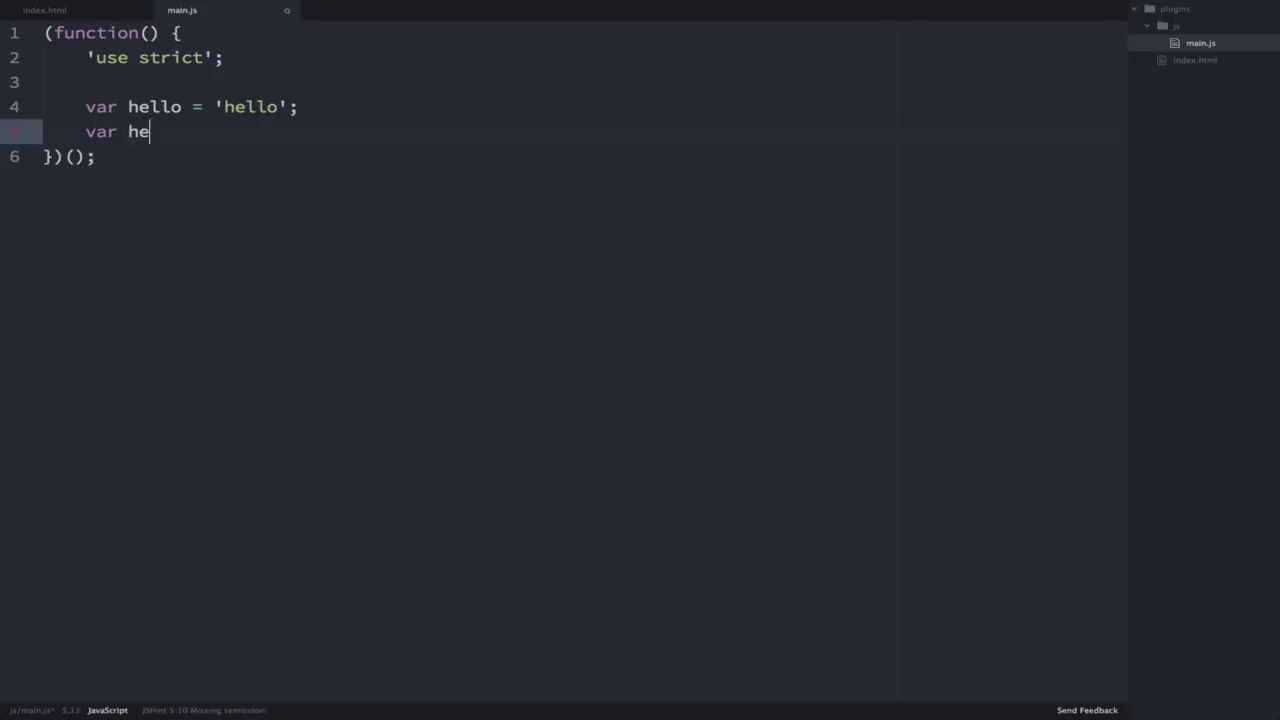 index.html
main.js
1 (function() {
2 'use strict';
3
4 var hello = 'hello';
5 var he
6 })();
plugins
js
main.js
index.html
js/main.js* 5,11 JavaScript JSHint 5:10 Missing semicolon. Send Feedback